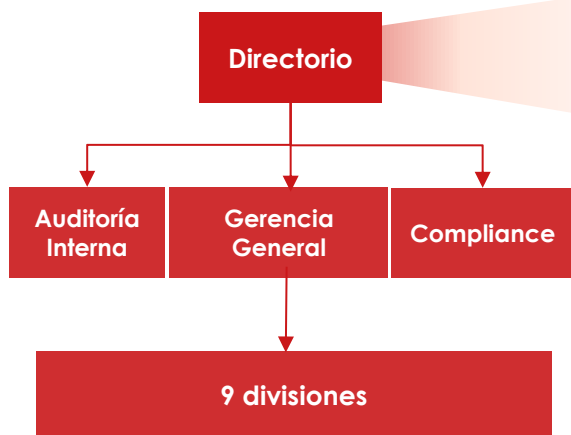 Directorio
Auditoría
Interna
Gerencia
General
Compliance
9 divisiones